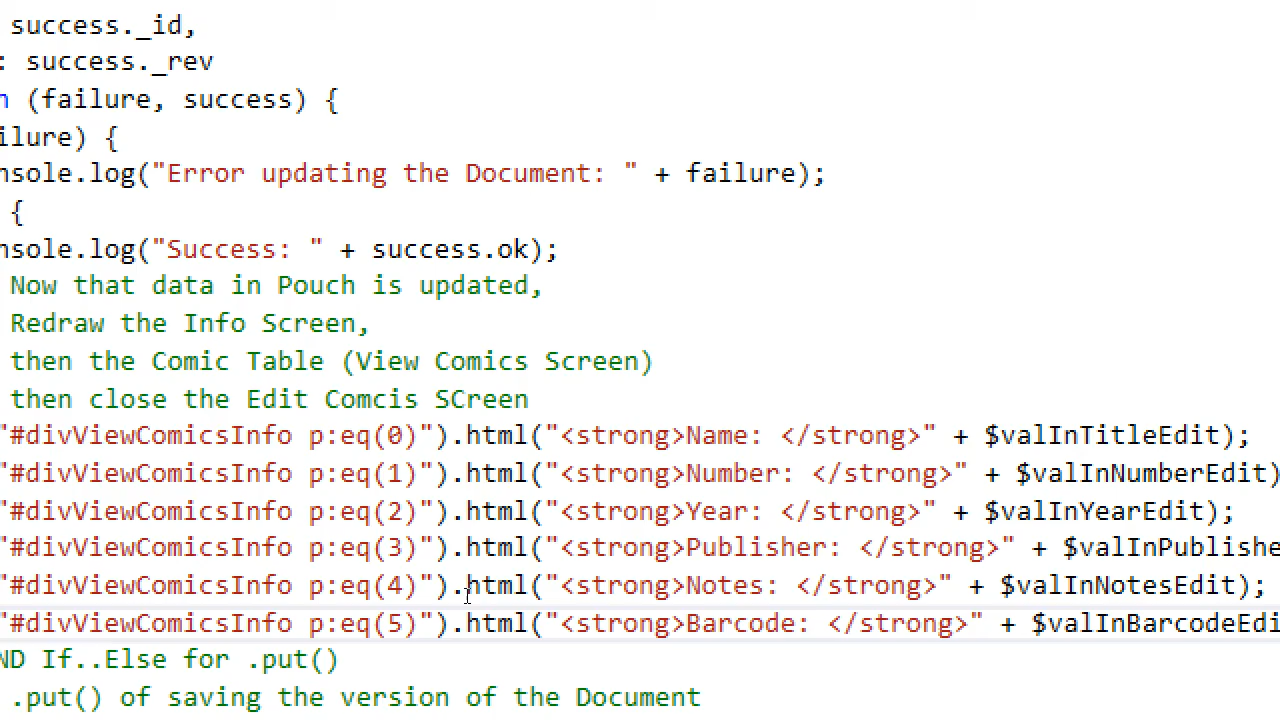 success._id,
: success._rev
n (failure, success) {
ilure) {
nsole.log("Error updating the Document: " + failure);
{
nsole.log("Success: " + success.ok);
Now that data in Pouch is updated,
Redraw the Info Screen,
then the Comic Table (View Comics Screen)
then close the Edit Comcis SCreen
"#divViewComicsInfo p:eq(0)").html("<strong>Name: </strong>" + $valInTitleEdit);
"#divViewComicsInfo p:eq(1)").html("<strong>Number: </strong>" + $valInNumberEdit)
"#divViewComicsInfo p:eq(2)").html("<strong>Year: </strong>" + $valInYearEdit);
"#divViewComicsInfo p:eq(3)").html("<strong>Publisher: </strong>" + $valInPublishe
"#divViewComicsInfo p:eq(4)").html("<strong>Notes: </strong>" + $valInNotesEdit);
"#divViewComicsInfo p:eq(5)").html("<strong>Barcode: </strong>" + $valInBarcodeEdi
ND If..Else for .put()
.put() of saving the version of the Document